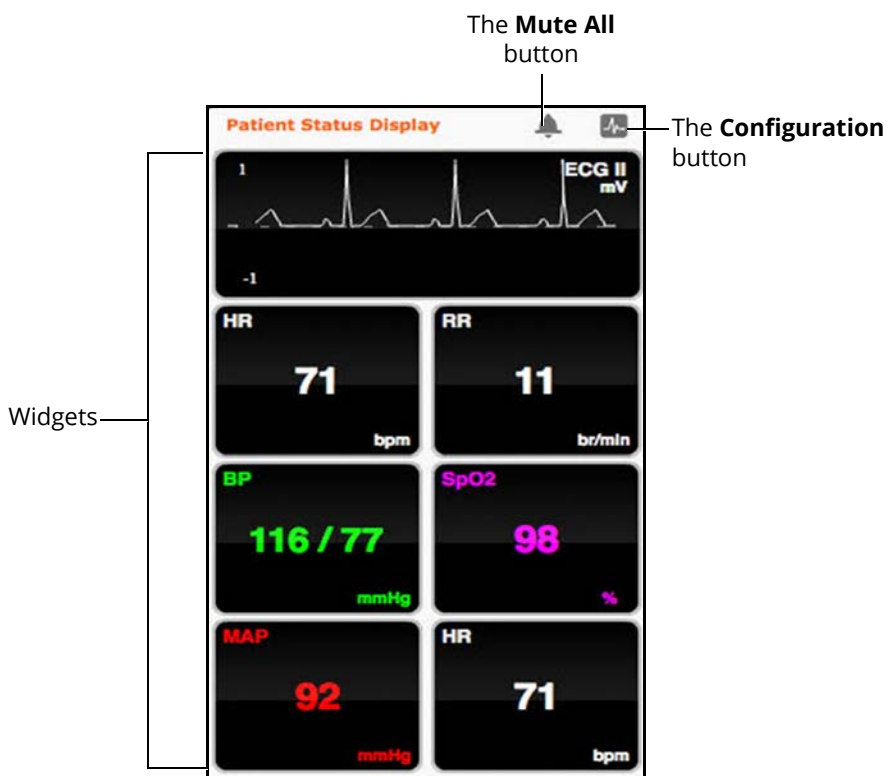 The Mute All
button
Patient Status Display
The Configuration
button
1
ECG II
mV
-1
HR
71
bpm
RR
11
br/min
Widgets
BP
116 / 77
mmHg
SpO2
98
%
MAP
92
mmHg
HR
71
bpm